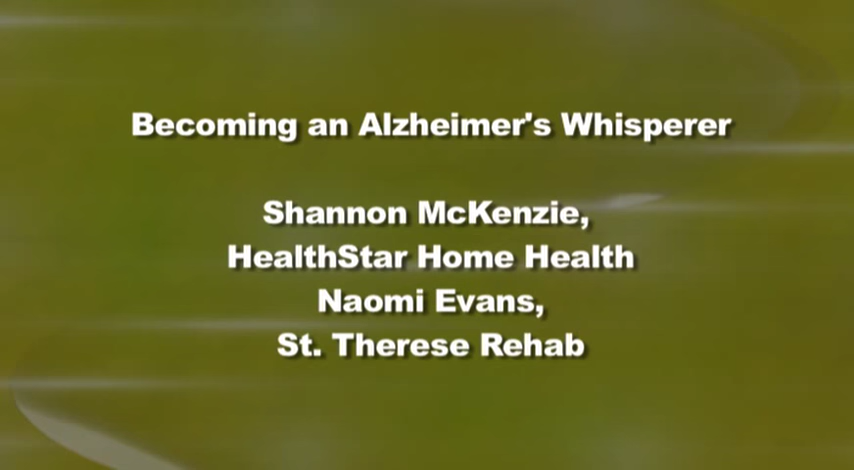 Becoming an Alzheimer's Whisperer
Shannon McKenzie,
HealthStar Home Health
Naomi Evans,
St. Therese Rehab